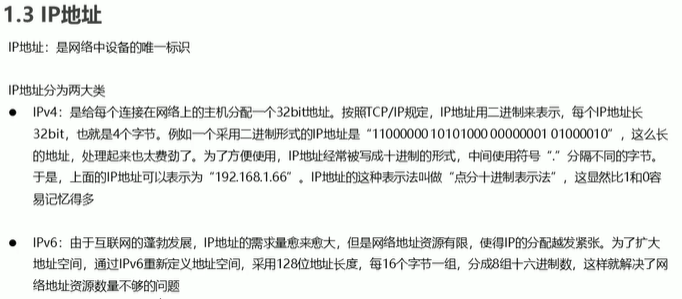 1.3 IP地址
IP地址：是网络中设备的唯一标识
IP地址分为两大类
● IPv4：是给每个连接在网络上的主机分配一个32bit地址。按照TCP/IP规定，IP地址用二进制来表示，每个IP地址长
32bit，也就是4个字节。例如一个采用二进制形式的IP地址是“11000000 10101000 00000001 01000010”，这么长
的地址，处理起来也太费劲了。为了方便使用，IP地址经常被写成十进制的形式，中间使用符号“.”分隔不同的字节。
于是，上面的IP地址可以表示为“192.168.1.66”。IP地址的这种表示法叫做“点分十进制表示法”，这显然比1和0容
易记忆得多
● IPv6：由于互联网的蓬勃发展，IP地址的需求量愈来愈大，但是网络地址资源有限，使得IP的分配越发紧张。为了扩大
地址空间，通过IPv6重新定义地址空间，采用128位地址长度，每16个字节一组，分成8组十六进制数，这样就解决了网
络地址资源数量不够的问题